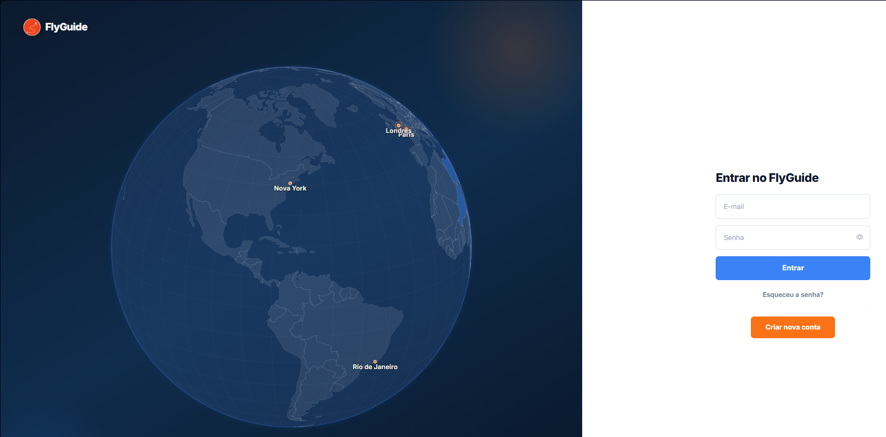 FlyGuide
Londres
Paris
Nova York
Rio de Janeiro
Entrar no FlyGuide
E-mail
Senha
Entrar
Esqueceu a senha?
Criar nova conta